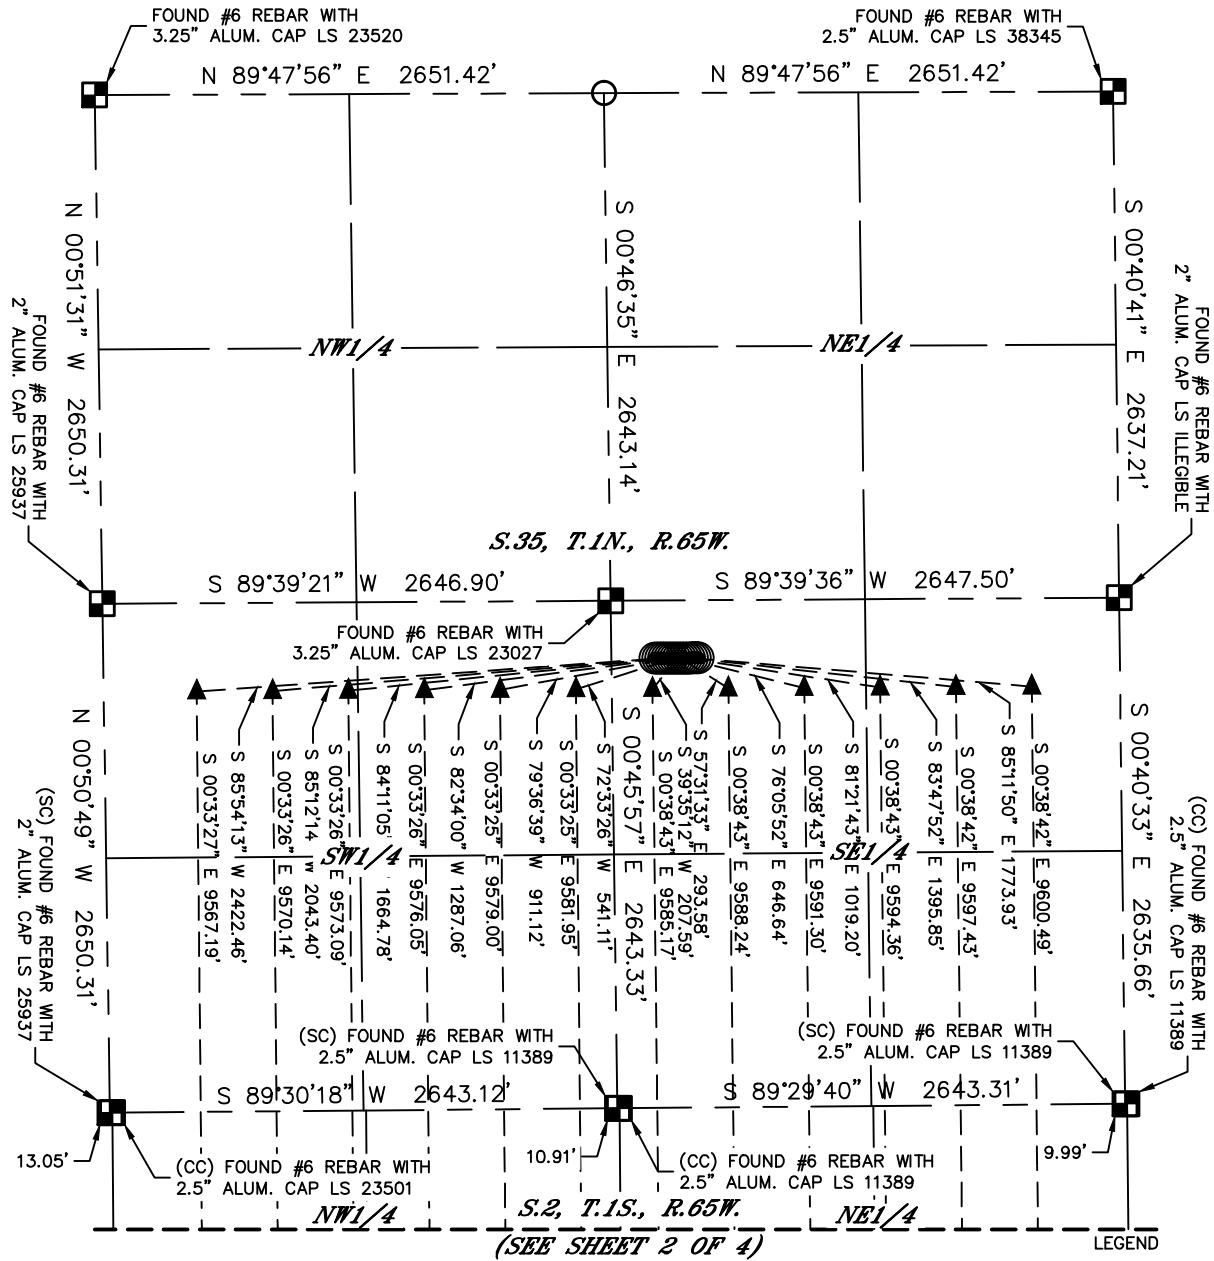 FOUND #6 REBAR WITH
3.25" ALUM. CAP LS 23520
FOUND #6 REBAR WITH
2.5" ALUM. CAP LS 38345
N 89°47'56" E 2651.42'
N 89°47'56" E 2651.42'
N 00°51'31" W 2650.31'
S 00°46'35" E 2643.14'
S 00°40'41" E 2637.21'
FOUND #6 REBAR WITH
2" ALUM. CAP LS 25937
FOUND #6 REBAR WITH
2" ALUM. CAP LS ILLEGIBLE
NW1/4
NE1/4
S.35, T.1N., R.65W.
S 89°39'21" W 2646.90'
S 89°39'36" W 2647.50'
FOUND #6 REBAR WITH
3.25" ALUM. CAP LS 23027
N 00°50'49" W 2650.31'
S 00°33'27" E 9567.19'
S 85°54'13" W 2422.46'
S 00°33'26" E 9570.14'
S 85°12'14" W 2043.40'
S 00°33'26" E 9573.09'
S 84°11'05" 1664.78'
S 00°33'26" E 9576.05'
S 82°34'00" W 1287.06'
S 00°33'25" E 9579.00'
S 79°36'39" W 911.12'
S 00°33'25" E 9581.95'
S 72°33'26" W 541.11'
S 00°45'57" E 2643.33'
S 00°38'43" E 9585.17'
S 39°35'12" W 207.59'
S 57°31'33" E 293.58'
S 00°38'43" E 9588.24'
S 76°05'52" E 646.64'
S 00°38'43" E 9591.30'
S 81°21'43" E 1019.20'
S 00°38'43" E 9594.36'
S 83°47'52" E 1395.85'
S 00°38'42" E 9597.43'
S 85°11'50" E 1773.93'
S 00°38'42" E 9600.49'
S 00°40'33" E 2635.66'
SW1/4
SE1/4
(SC) FOUND #6 REBAR WITH
2" ALUM. CAP LS 25937
(CC) FOUND #6 REBAR WITH
2.5" ALUM. CAP LS 11389
(SC) FOUND #6 REBAR WITH
2.5" ALUM. CAP LS 11389
(SC) FOUND #6 REBAR WITH
2.5" ALUM. CAP LS 11389
S 89°30'18" W 2643.12'
S 89°29'40" W 2643.31'
13.05'
(CC) FOUND #6 REBAR WITH
2.5" ALUM. CAP LS 23501
10.91'
(CC) FOUND #6 REBAR WITH
2.5" ALUM. CAP LS 11389
9.99'
NW1/4
S.2, T.1S., R.65W.
NE1/4
(SEE SHEET 2 OF 4)
LEGEND